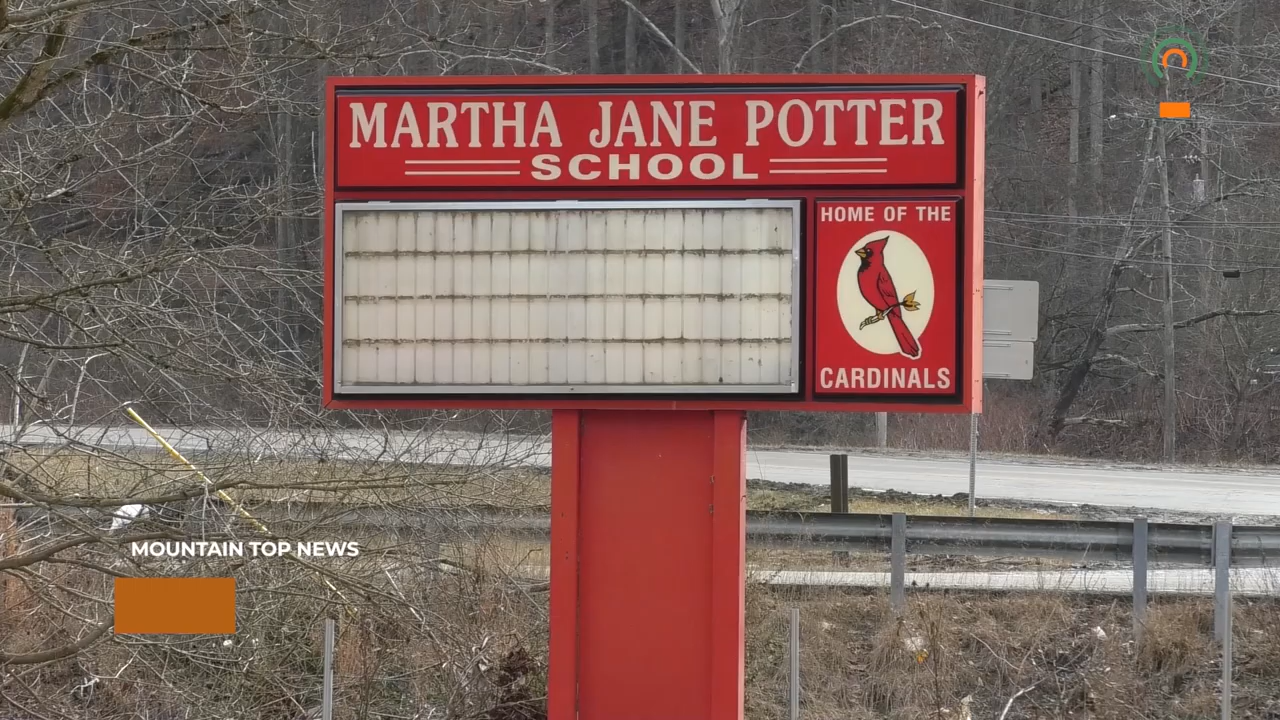 MARTHA JANE POTTER
SCHOOL
HOME OF THE
CARDINALS
MOUNTAIN TOP NEWS